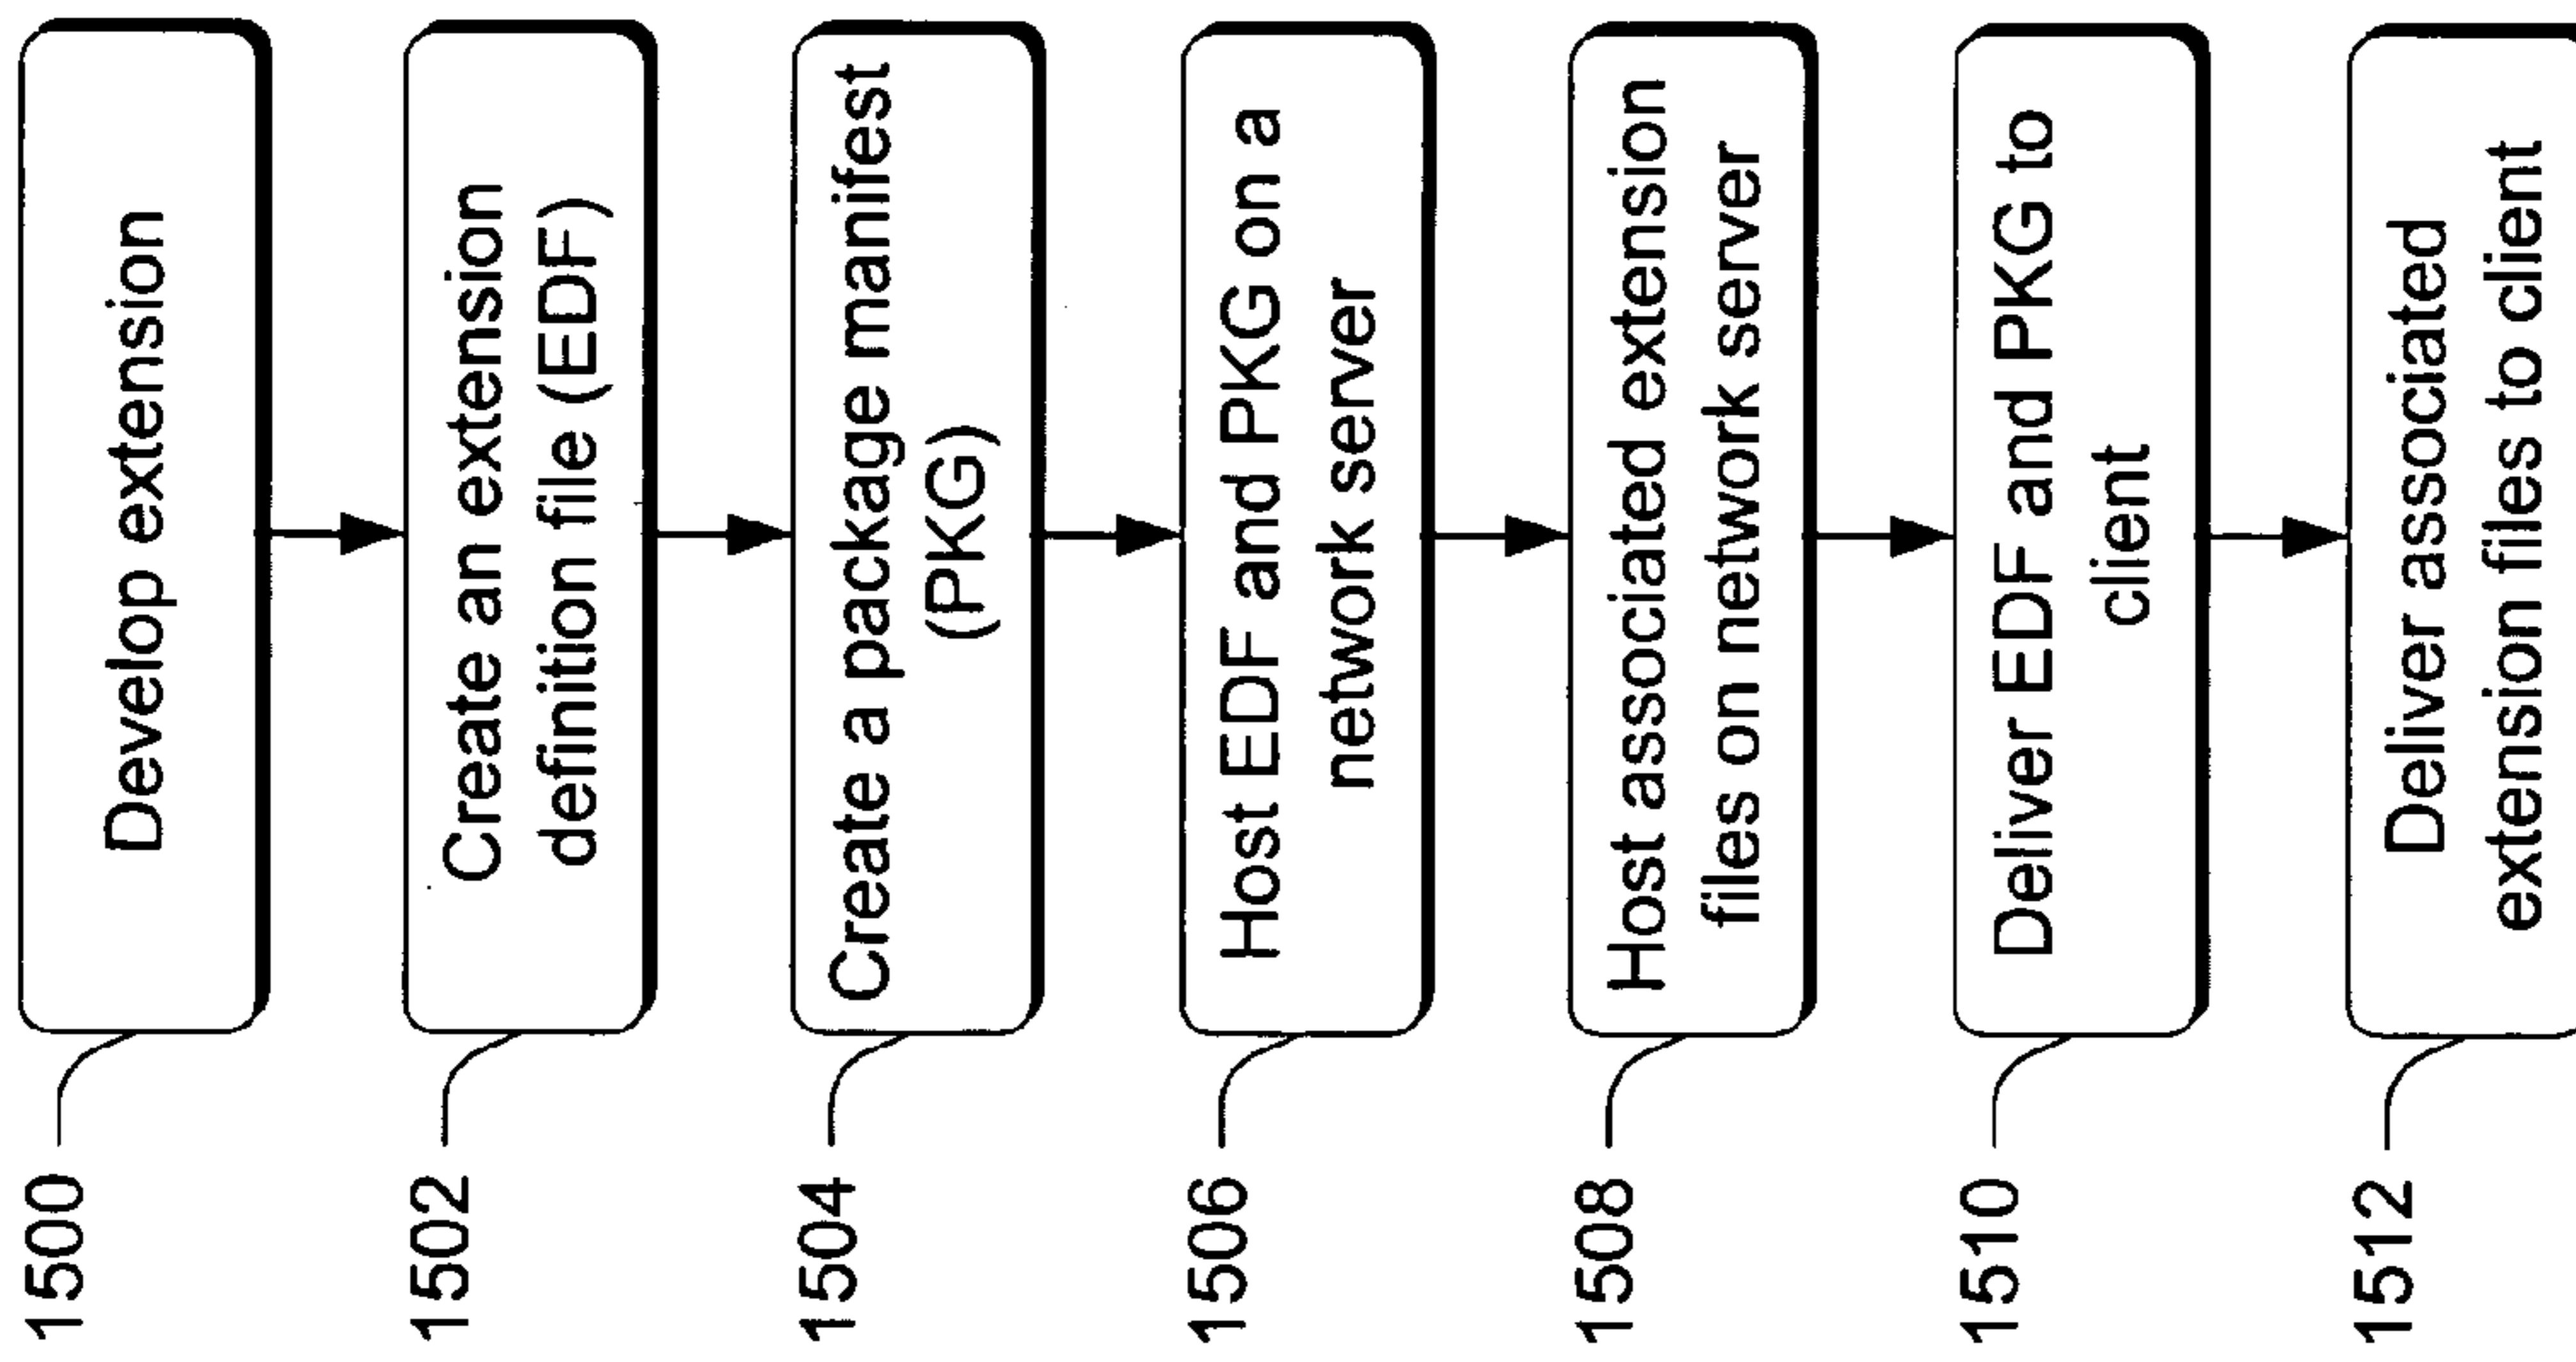 1500
Develop extension
1502
Create an extension
definition file (EDF)
1504
Create a package manifest
(PKG)
1506
Host EDF and PKG on a
network server
1508
Host associated extension
files on network server
1510
Deliver EDF and PKG to
client
1512
Deliver associated
extension files to client